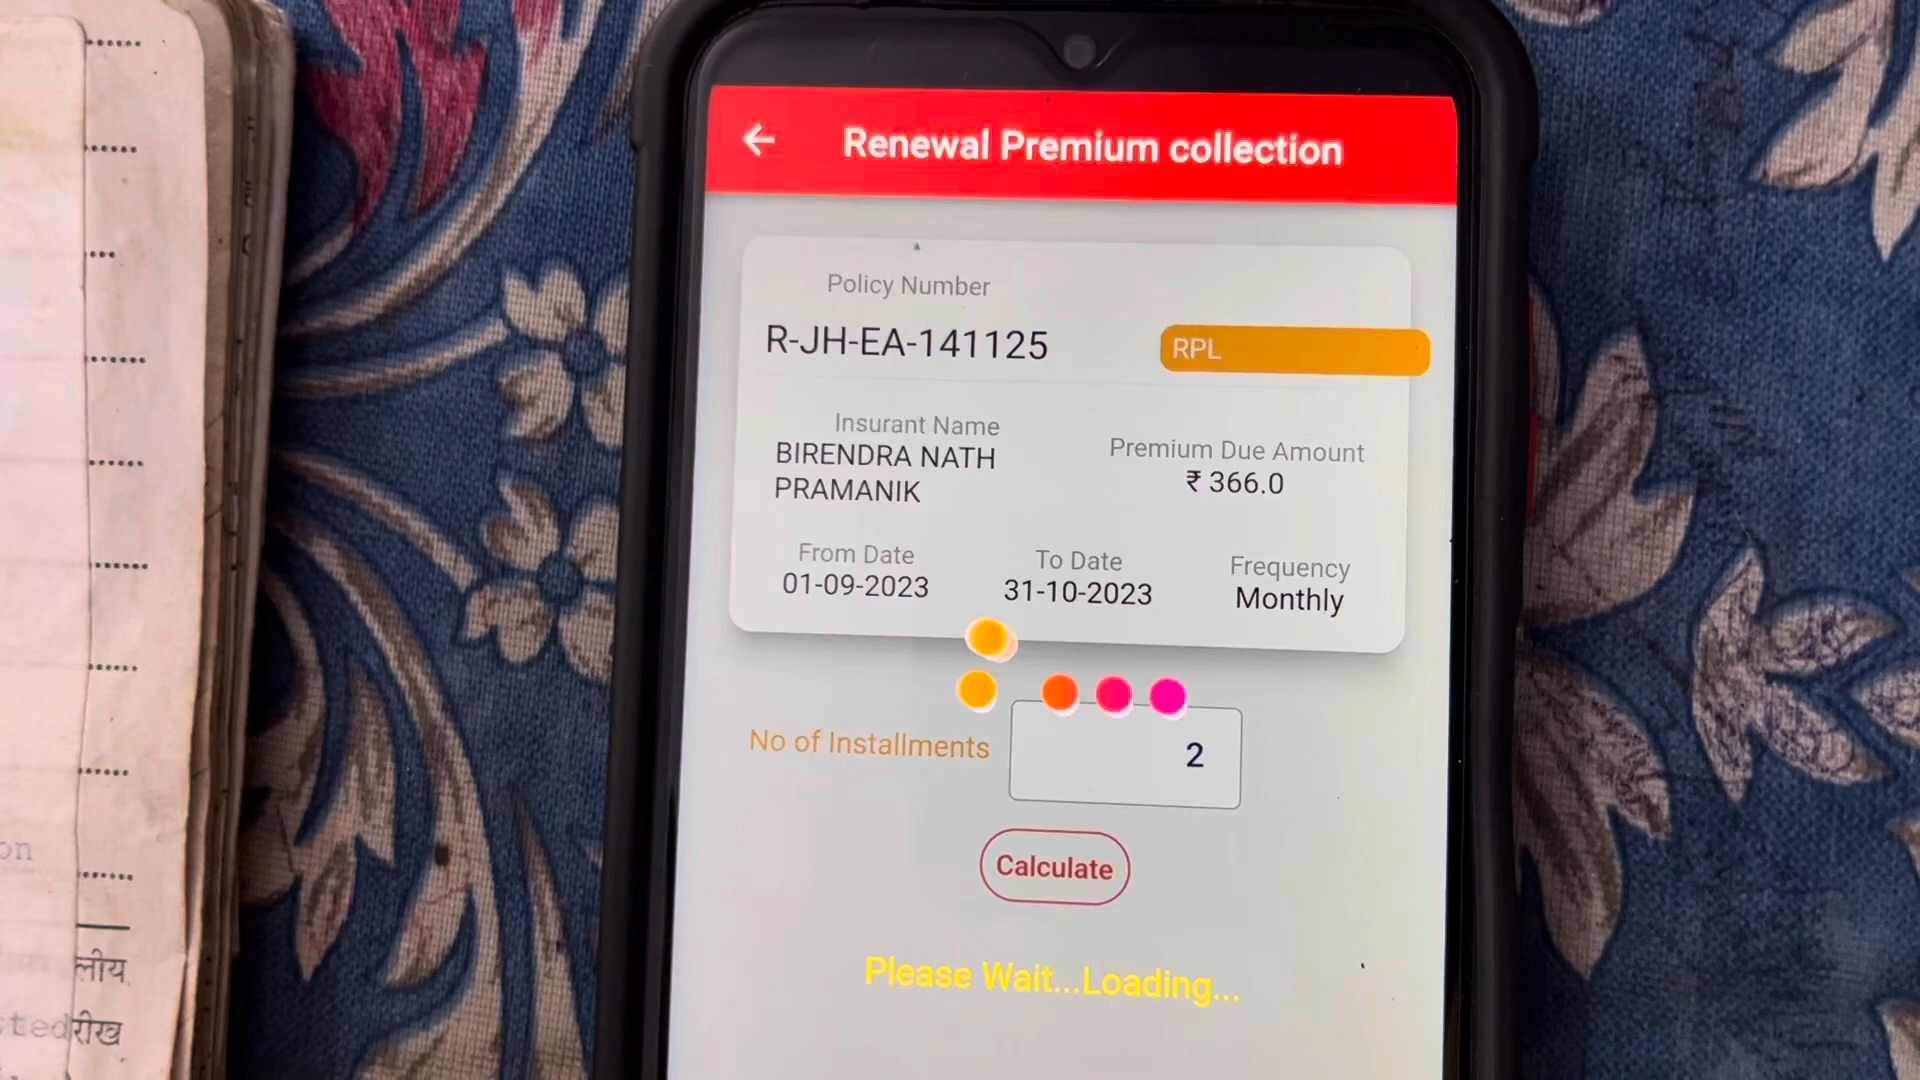 Renewal Premium collection
Policy Number
R-JH-EA-141125
RPL
Insurant Name
BIRENDRA NATH
PRAMANIK
Premium Due Amount
₹ 366.0
From Date
01-09-2023
To Date
31-10-2023
Frequency
Monthly
No of Installments
2
Calculate
Please Wait...Loading...
on
लीय
sted
रीख